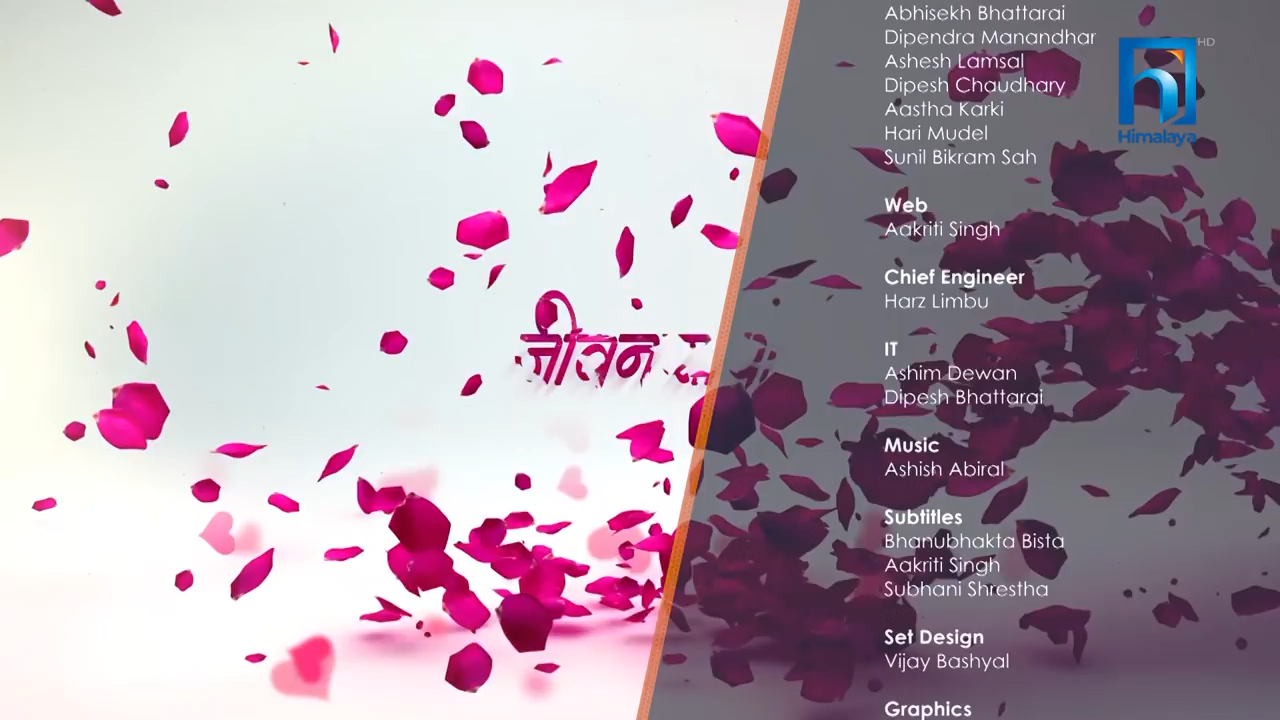 जीवन
Abhisekh Bhattarai
Dipendra Manandhar
Ashesh Lamsal
Dipesh Chaudhary
Aastha Karki
Hari Mudel
Sunil Bikram Sah
Web
Aakriti Singh
Chief Engineer
Harz Limbu
IT
Ashim Dewan
Dipesh Bhattarai
Music
Ashish Abiral
Subtitles
Bhanubhakta Bista
Aakriti Singh
Subhani Shrestha
Set Design
Vijay Bashyal
Graphics
HD
Himalaya